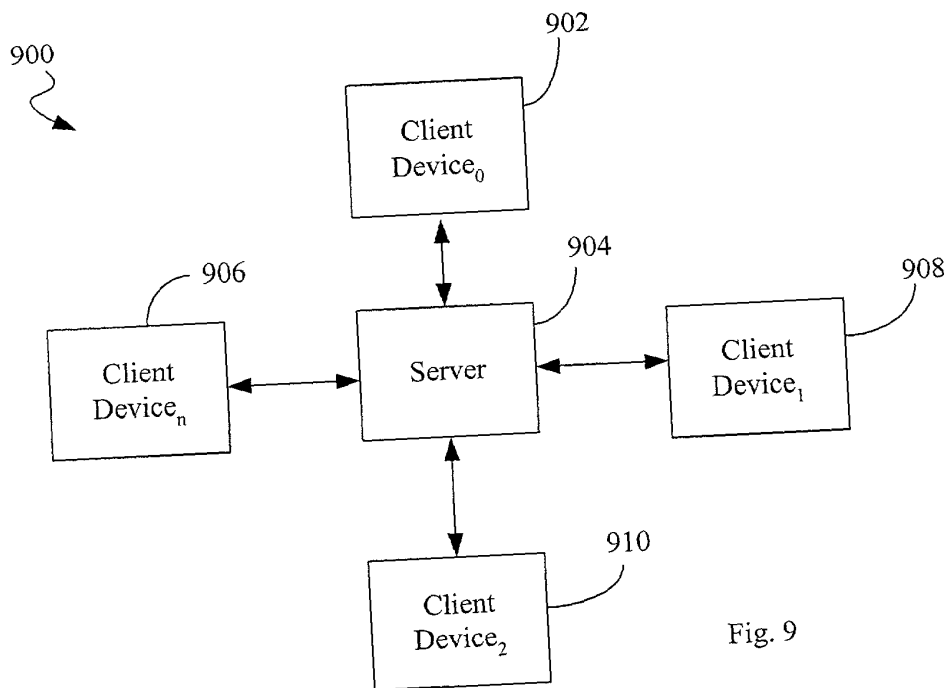 902
900
Client
Device₀
904
906
908
Client
Deviceₙ
Server
Client
Device₁
910
Client
Device₂
Fig. 9